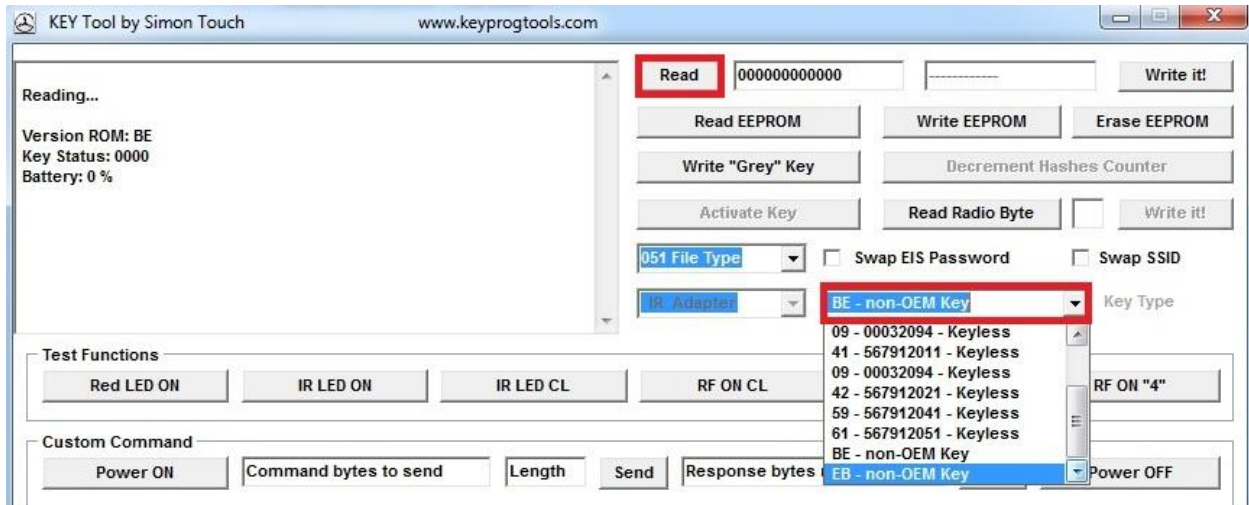 KEY Tool by Simon Touch www.keyprogtools.com
Reading...
Version ROM: BE
Key Status: 0000
Battery: 0 %
Read 000000000000 ------------ Write it!
Read EEPROM Write EEPROM Erase EEPROM
Write "Grey" Key Decrement Hashes Counter
Activate Key Read Radio Byte Write it!
051 File Type Swap EIS Password Swap SSID
IR Adapter BE - non-OEM Key Key Type
09 - 00032094 - Keyless
41 - 567912011 - Keyless
09 - 00032094 - Keyless
42 - 567912021 - Keyless
59 - 567912041 - Keyless
61 - 567912051 - Keyless
BE - non-OEM Key
EB - non-OEM Key
Test Functions
Red LED ON IR LED ON IR LED CL RF ON CL RF ON "4"
Custom Command
Power ON Command bytes to send Length Send Response bytes Power OFF